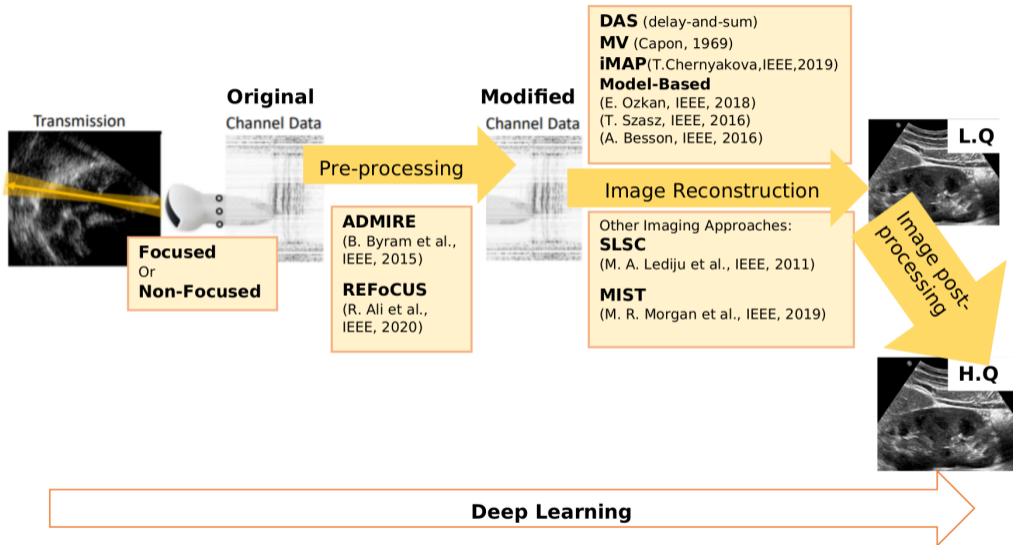 Transmission
Focused
Or
Non-Focused
Original
Channel Data
Pre-processing
ADMIRE
(B. Byram et al.,
IEEE, 2015)
REFoCUS
(R. Ali et al.,
IEEE, 2020)
Modified
Channel Data
DAS (delay-and-sum)
MV (Capon, 1969)
iMAP(T.Chernyakova,IEEE,2019)
Model-Based
(E. Ozkan, IEEE, 2018)
(T. Szasz, IEEE, 2016)
(A. Besson, IEEE, 2016)
Image Reconstruction
Other Imaging Approaches:
SLSC
(M. A. Lediju et al., IEEE, 2011)
MIST
(M. R. Morgan et al., IEEE, 2019)
L.Q
Image post-
processing
H.Q
Deep Learning